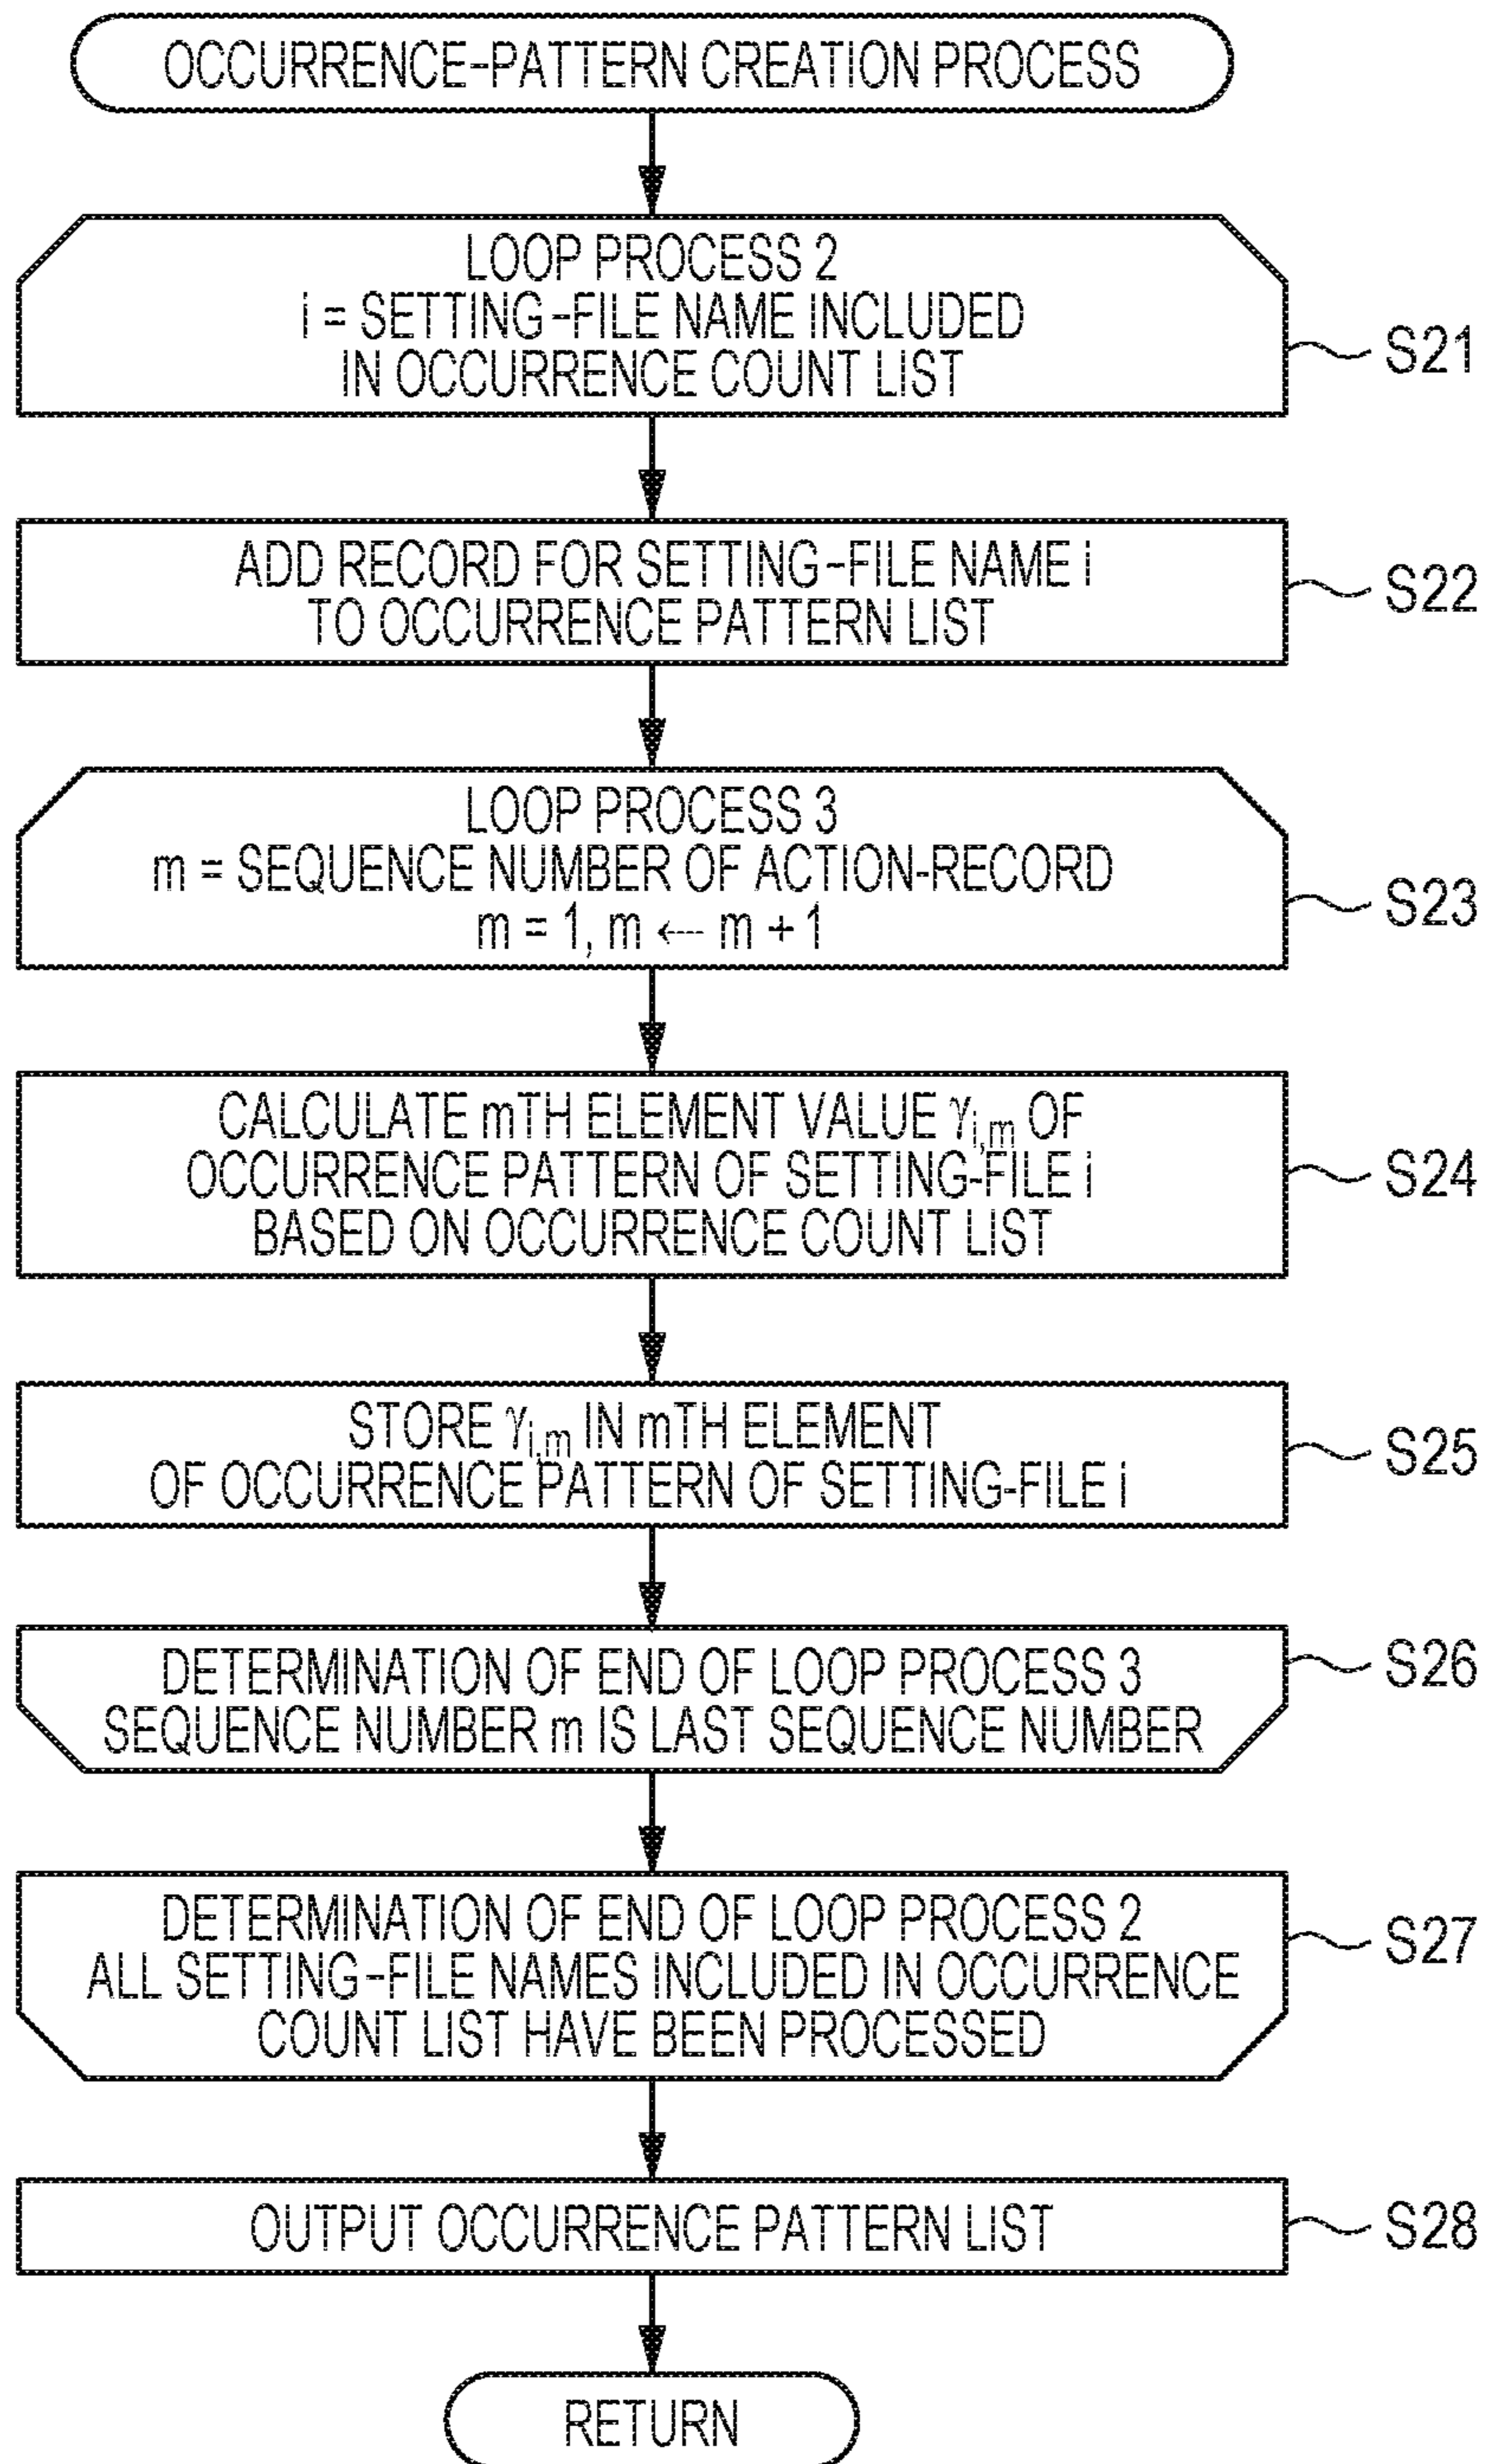 OCCURRENCE-PATTERN CREATION PROCESS
LOOP PROCESS 2
i = SETTING-FILE NAME INCLUDED
IN OCCURRENCE COUNT LIST
S21
ADD RECORD FOR SETTING-FILE NAME i
TO OCCURRENCE PATTERN LIST
S22
LOOP PROCESS 3
m = SEQUENCE NUMBER OF ACTION-RECORD
m = 1, m ← m + 1
S23
CALCULATE mTH ELEMENT VALUE γi,m OF
OCCURRENCE PATTERN OF SETTING-FILE i
BASED ON OCCURRENCE COUNT LIST
S24
STORE γi,m IN mTH ELEMENT
OF OCCURRENCE PATTERN OF SETTING-FILE i
S25
DETERMINATION OF END OF LOOP PROCESS 3
SEQUENCE NUMBER m IS LAST SEQUENCE NUMBER
S26
DETERMINATION OF END OF LOOP PROCESS 2
ALL SETTING-FILE NAMES INCLUDED IN OCCURRENCE
COUNT LIST HAVE BEEN PROCESSED
S27
OUTPUT OCCURRENCE PATTERN LIST
S28
RETURN